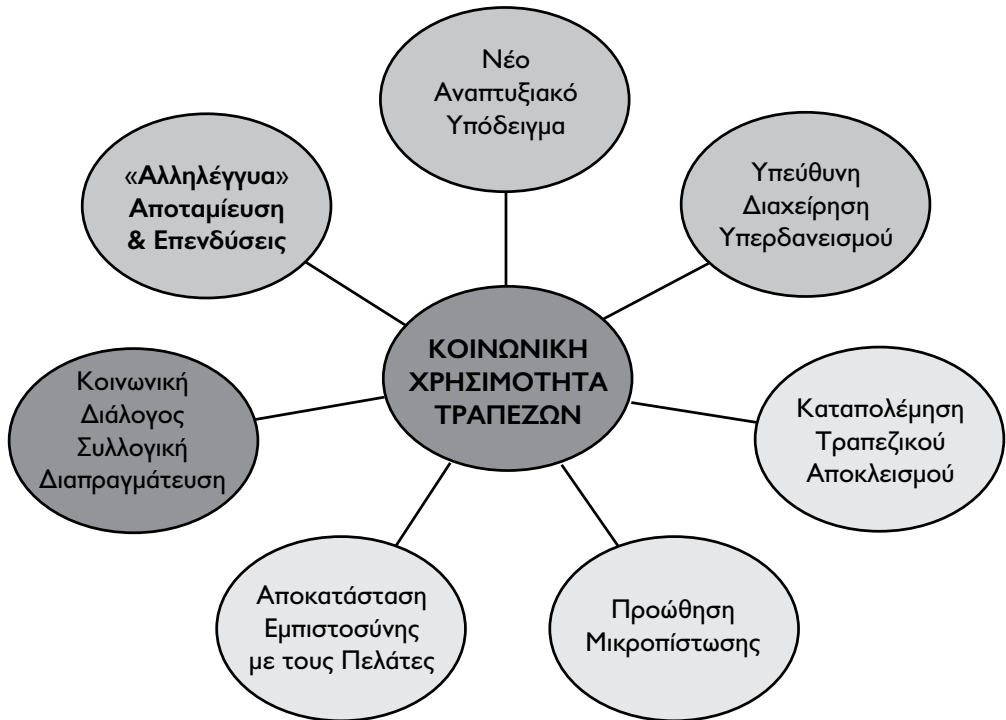 Νέο
Αναπτυξιακό
Υπόδειγμα
«Αλληλέγγυα»
Αποταμίευση
& Επενδύσεις
Υπεύθυνη
Διαχείρηση
Υπερδανεισμού
ΚΟΙΝΩΝΙΚΗ
ΧΡΗΣΙΜΟΤΗΤΑ
ΤΡΑΠΕΖΩΝ
Κοινωνική
Διάλογος
Συλλογική
Διαπραγμάτευση
Καταπολέμηση
Τραπεζικού
Αποκλεισμού
Αποκατάσταση
Εμπιστοσύνης
με τους Πελάτες
Προώθηση
Μικροπίστωσης